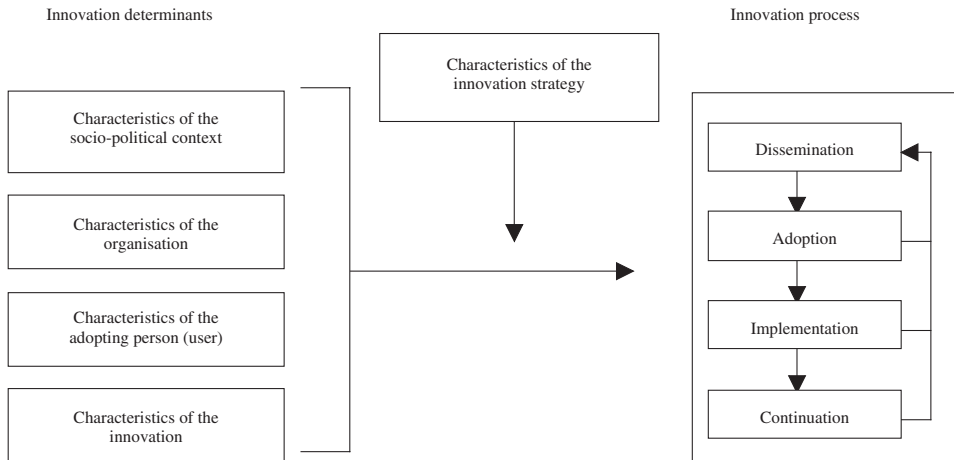 Innovation determinants
Innovation process
Characteristics of the
innovation strategy
Characteristics of the
socio-political context
Characteristics of the
organisation
Characteristics of the
adopting person (user)
Characteristics of the
innovation
Dissemination
Adoption
Implementation
Continuation